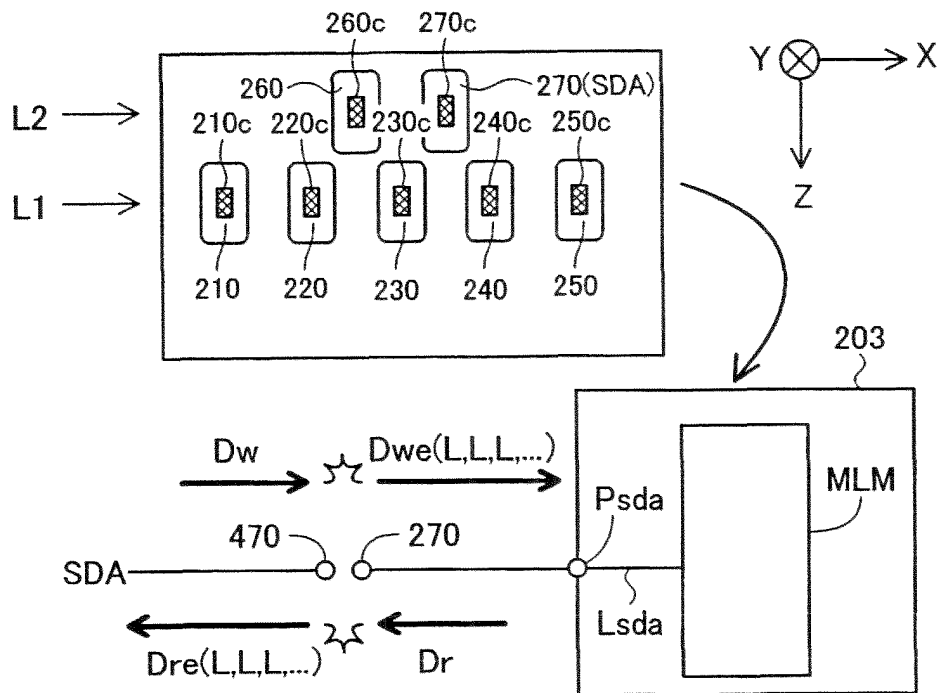 260c 270c
260 270(SDA)
Y X
L2
210c 220c 230c 240c 250c
Z
L1
210 220 230 240 250
203
Dw Dwe(L,L,L,...)
MLM
Psda
470 270
SDA
Lsda
Dre(L,L,L,...) Dr